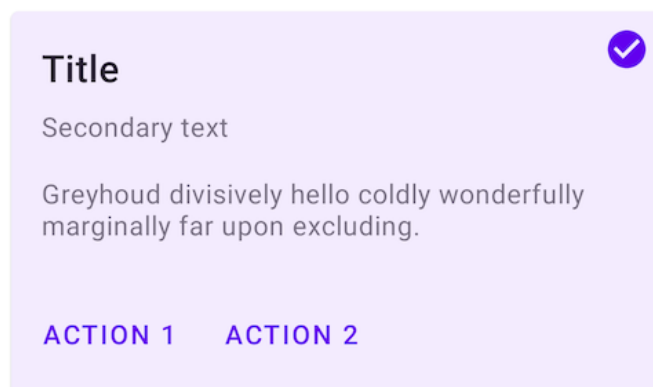 Title
Secondary text
Greyhoud divisively hello coldly wonderfully
marginally far upon excluding.
ACTION 1 ACTION 2